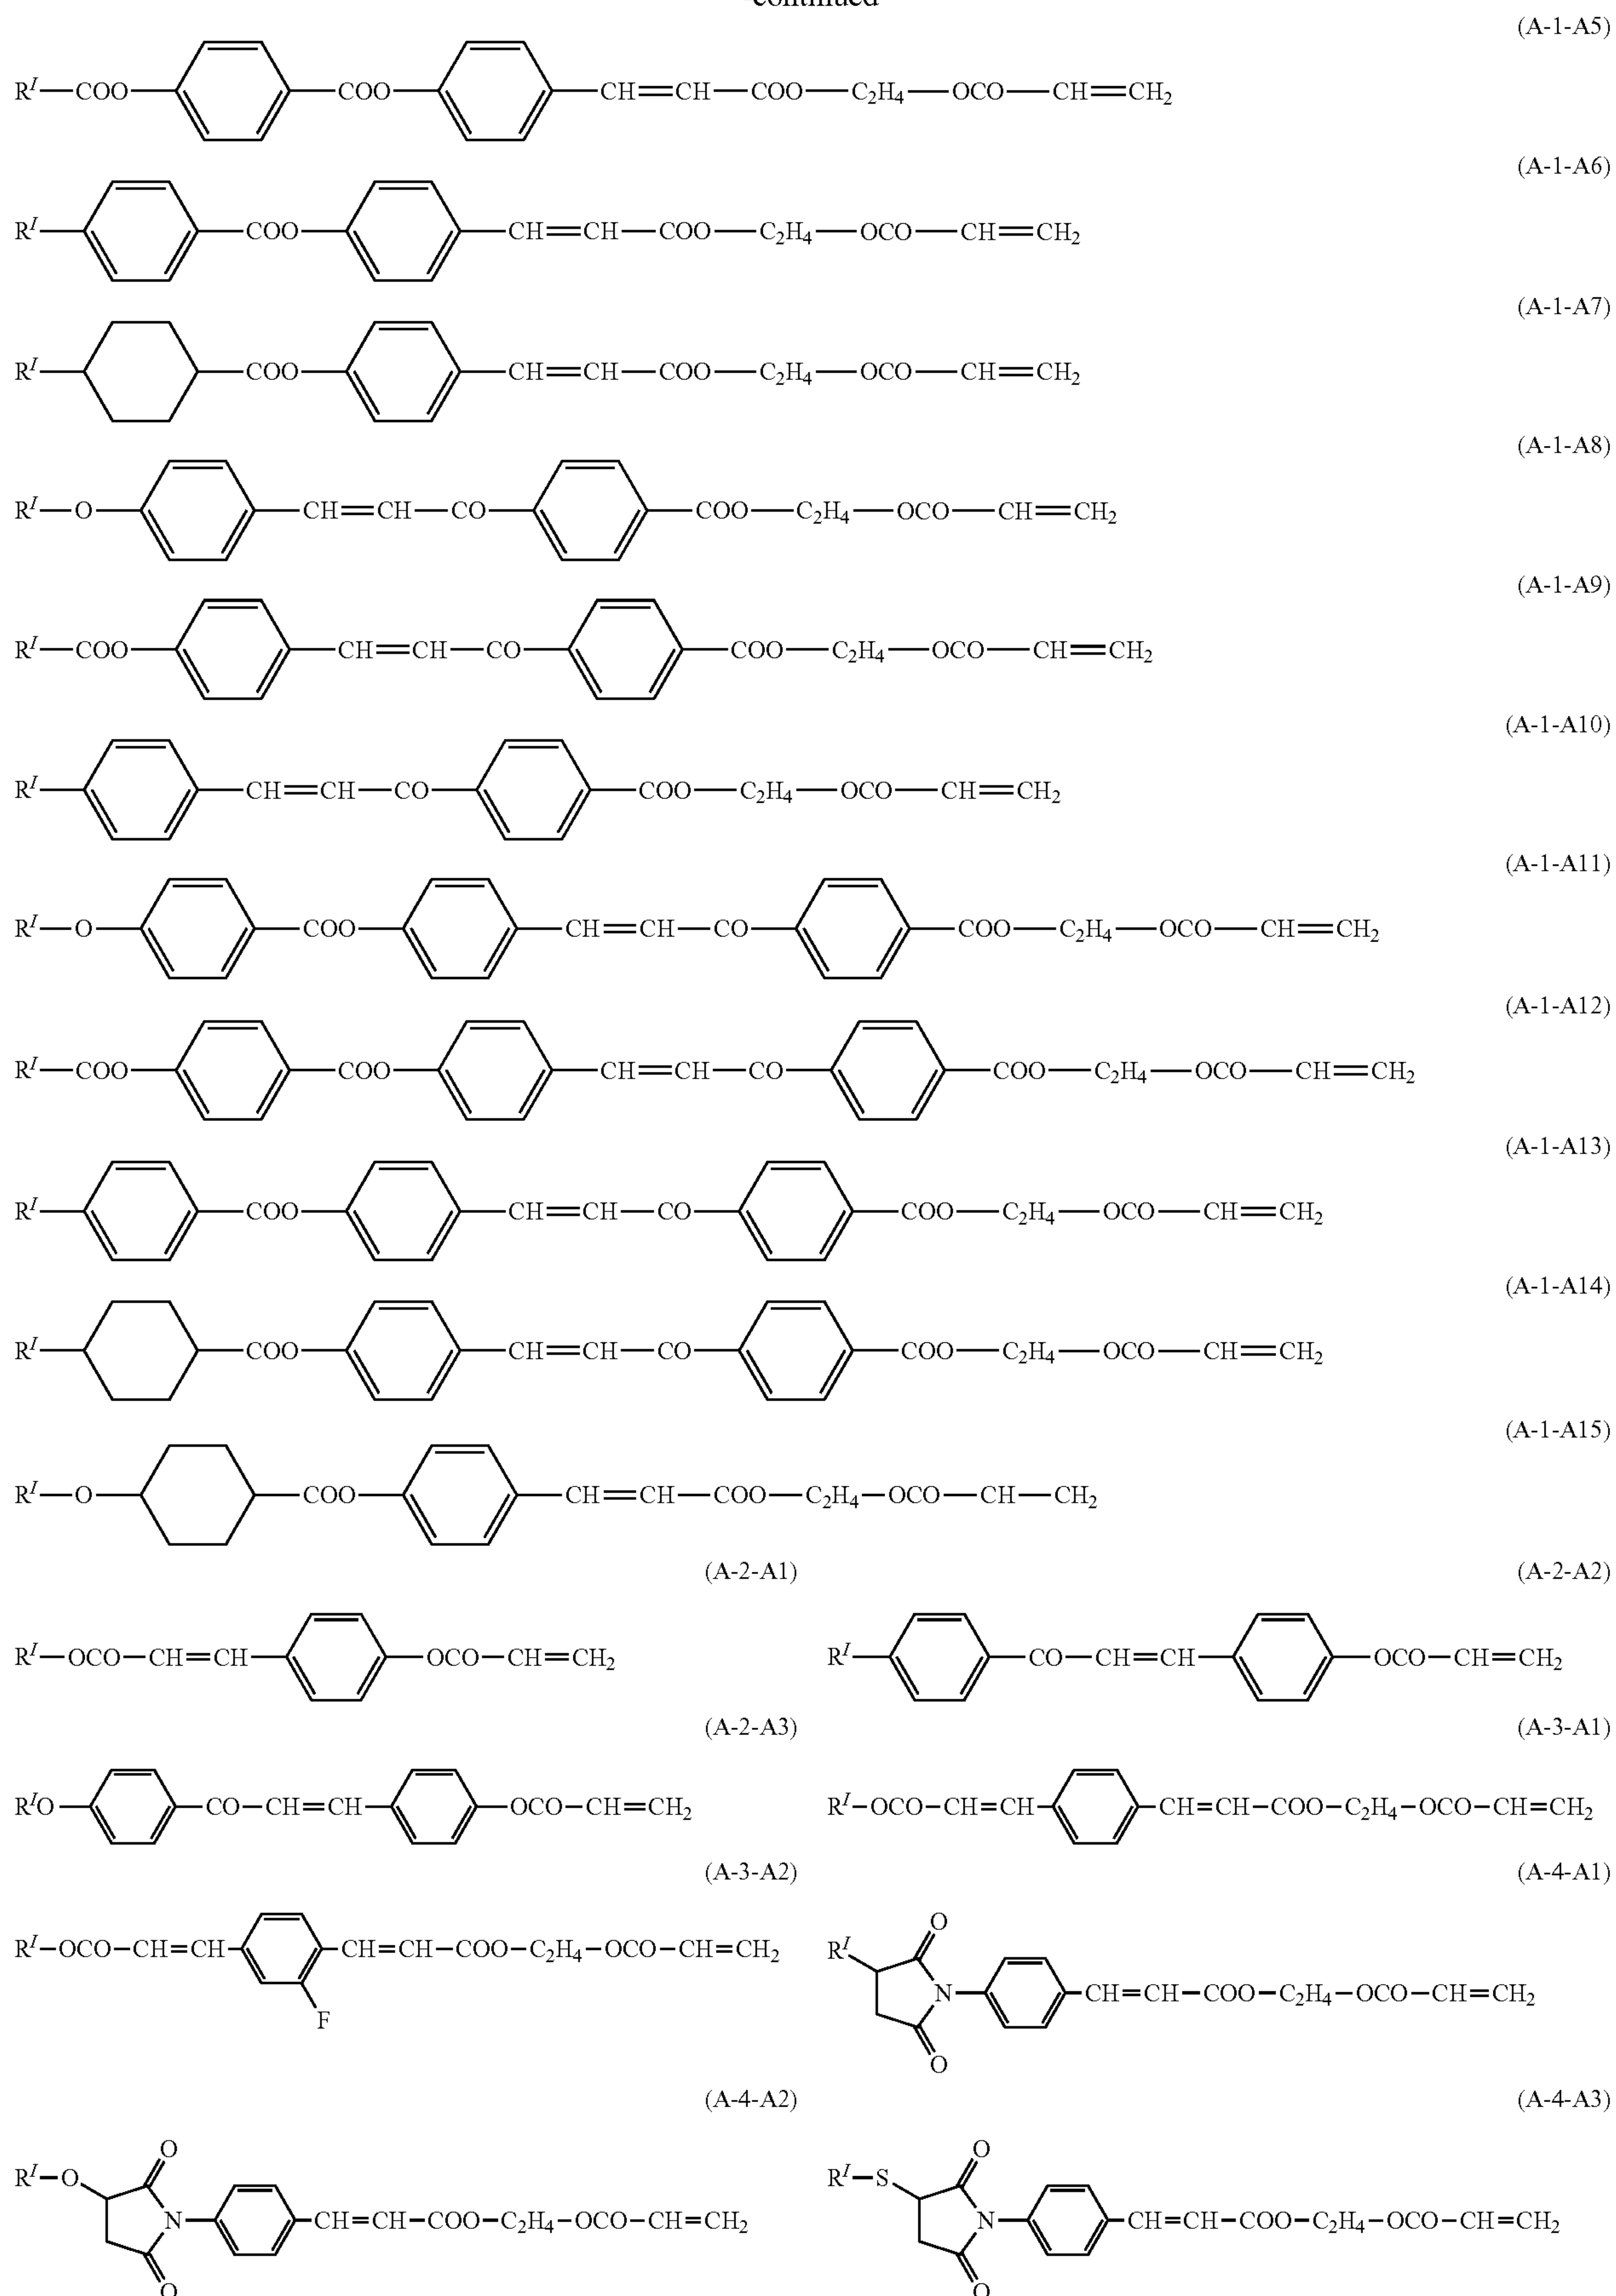 -continued
(A-1-A5)
R^I—COO—COO—CH=CH—COO—C₂H₄—OCO—CH=CH₂
(A-1-A6)
R^I—COO—CH=CH—COO—C₂H₄—OCO—CH=CH₂
(A-1-A7)
R^I—COO—CH=CH—COO—C₂H₄—OCO—CH=CH₂
(A-1-A8)
R^I—O—CH=CH—CO—COO—C₂H₄—OCO—CH=CH₂
(A-1-A9)
R^I—COO—CH=CH—CO—COO—C₂H₄—OCO—CH=CH₂
(A-1-A10)
R^I—CH=CH—CO—COO—C₂H₄—OCO—CH=CH₂
(A-1-A11)
R^I—O—COO—CH=CH—CO—COO—C₂H₄—OCO—CH=CH₂
(A-1-A12)
R^I—COO—COO—CH=CH—CO—COO—C₂H₄—OCO—CH=CH₂
(A-1-A13)
R^I—COO—CH=CH—CO—COO—C₂H₄—OCO—CH=CH₂
(A-1-A14)
R^I—COO—CH=CH—CO—COO—C₂H₄—OCO—CH=CH₂
(A-1-A15)
R^I—O—COO—CH=CH—COO—C₂H₄—OCO—CH—CH₂
(A-2-A1)
R^I—OCO—CH=CH—OCO—CH=CH₂
(A-2-A2)
R^I—CO—CH=CH—OCO—CH=CH₂
(A-2-A3)
R^IO—CO—CH=CH—OCO—CH=CH₂
(A-3-A1)
R^I—OCO—CH=CH—CH=CH—COO—C₂H₄—OCO—CH=CH₂
(A-3-A2)
R^I—OCO—CH=CH—CH=CH—COO—C₂H₄—OCO—CH=CH₂
F
(A-4-A1)
O
R^I
N—CH=CH—COO—C₂H₄—OCO—CH=CH₂
O
(A-4-A2)
O
R^I—O
N—CH=CH—COO—C₂H₄—OCO—CH=CH₂
O
(A-4-A3)
O
R^I—S
N—CH=CH—COO—C₂H₄—OCO—CH=CH₂
O